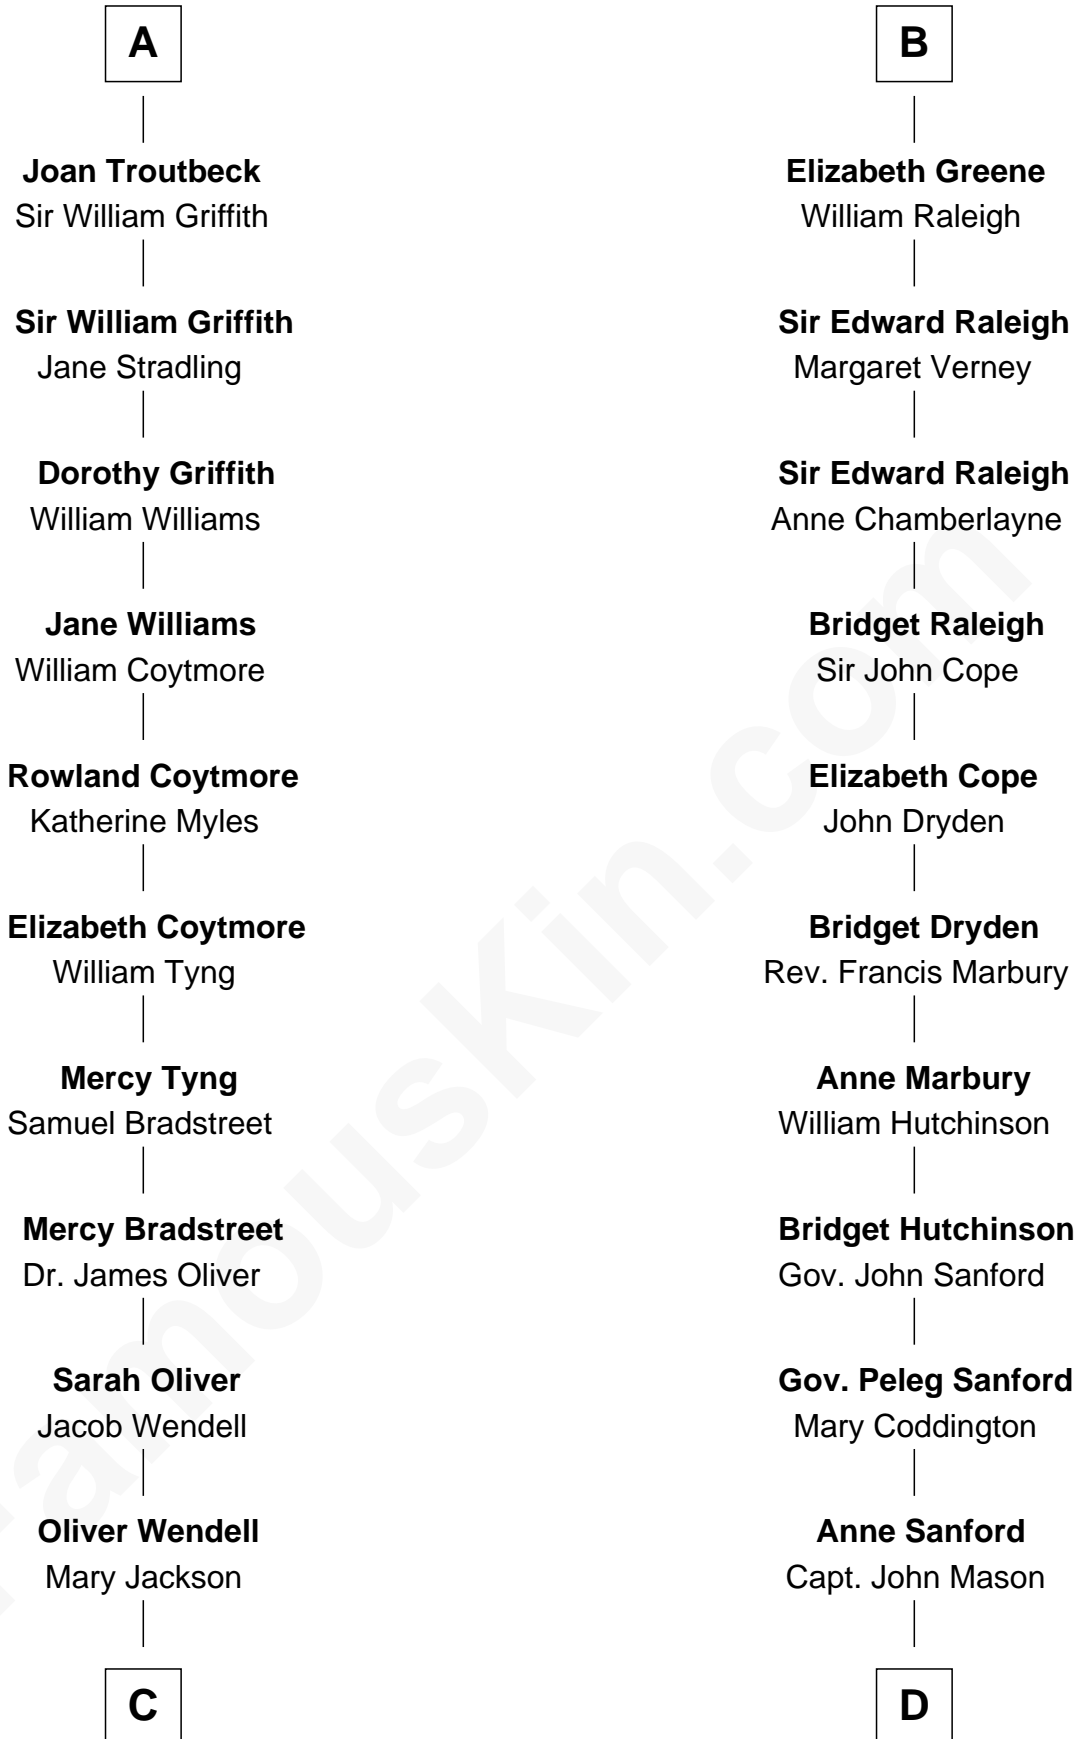 A
Joan Troutbeck
Sir William Griffith
Sir William Griffith
Jane Stradling
Dorothy Griffith
William Williams
Jane Williams
William Coytmore
Rowland Coytmore
Katherine Myles
Elizabeth Coytmore
William Tyng
Mercy Tyng
Samuel Bradstreet
Mercy Bradstreet
Dr. James Oliver
Sarah Oliver
Jacob Wendell
Oliver Wendell
Mary Jackson
C
B
Elizabeth Greene
William Raleigh
Sir Edward Raleigh
Margaret Verney
Sir Edward Raleigh
Anne Chamberlayne
Bridget Raleigh
Sir John Cope
Elizabeth Cope
John Dryden
Bridget Dryden
Rev. Francis Marbury
Anne Marbury
William Hutchinson
Bridget Hutchinson
Gov. John Sanford
Gov. Peleg Sanford
Mary Coddington
Anne Sanford
Capt. John Mason
D
FamousKin.com